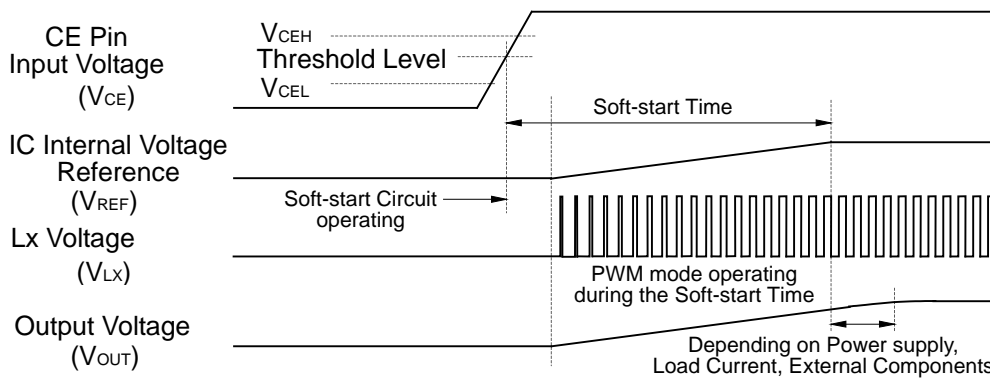 CE Pin
Input Voltage
(VCE)
VCEH
Threshold Level
VCEL
Soft-start Time
IC Internal Voltage
Reference
(VREF)
Soft-start Circuit
operating
Lx Voltage
(VLX)
PWM mode operating
during the Soft-start Time
Output Voltage
(VOUT)
Depending on Power supply,
Load Current, External Components